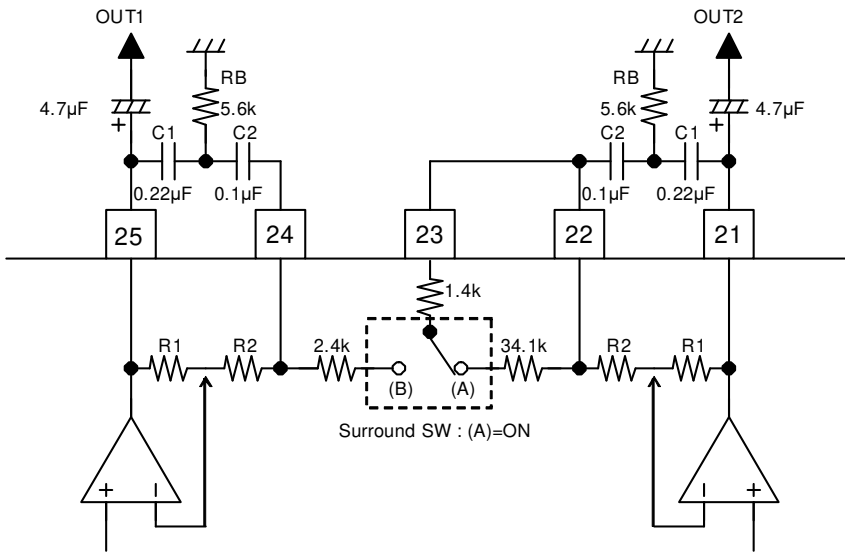 OUT1 OUT2
RB RB
4.7µF 5.6k 5.6k 4.7µF
+ +
C1 C2 C2 C1
0.22µF 0.1µF 0.1µF 0.22µF
25 24 23 22 21
1.4k
R1 R2 2.4k 34.1k R2 R1
(B) (A)
Surround SW : (A)=ON
+ − − +